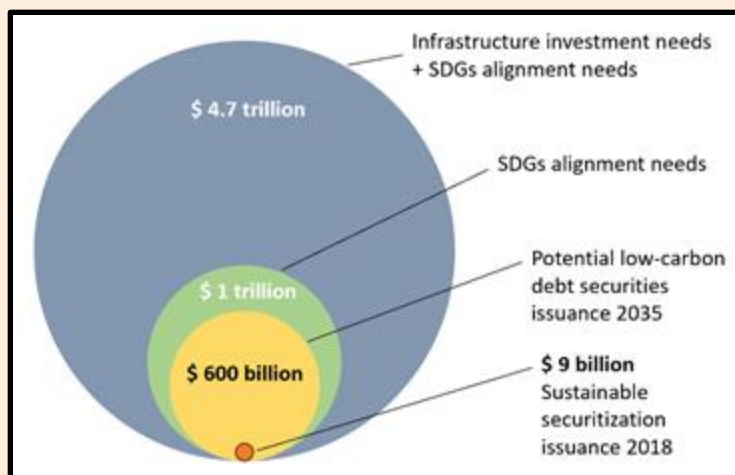 Infrastructure investment needs
+ SDGs alignment needs
$ 4.7 trillion
SDGs alignment needs
$ 1 trillion
Potential low-carbon
debt securities
issuance 2035
$ 600 billion
$ 9 billion
Sustainable
securitization
issuance 2018